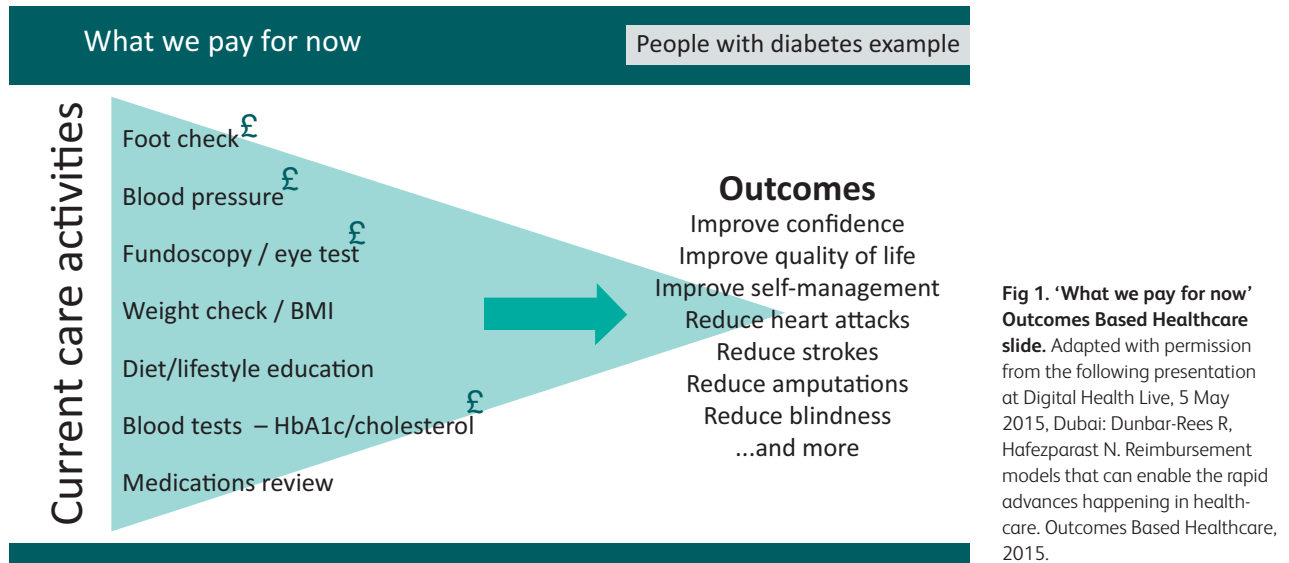 What we pay for now
People with diabetes example
Current care activities
Foot check£
Blood pressure£
Fundoscopy / eye test£
Weight check / BMI
Diet/lifestyle education
Blood tests – HbA1c/cholesterol£
Medications review
Outcomes
Improve confidence
Improve quality of life
Improve self-management
Reduce heart attacks
Reduce strokes
Reduce amputations
Reduce blindness
...and more
Fig 1. ‘What we pay for now’
Outcomes Based Healthcare
slide. Adapted with permission
from the following presentation
at Digital Health Live, 5 May
2015, Dubai: Dunbar-Rees R,
Hafezparast N. Reimbursement
models that can enable the rapid
advances happening in health-
care. Outcomes Based Healthcare,
2015.